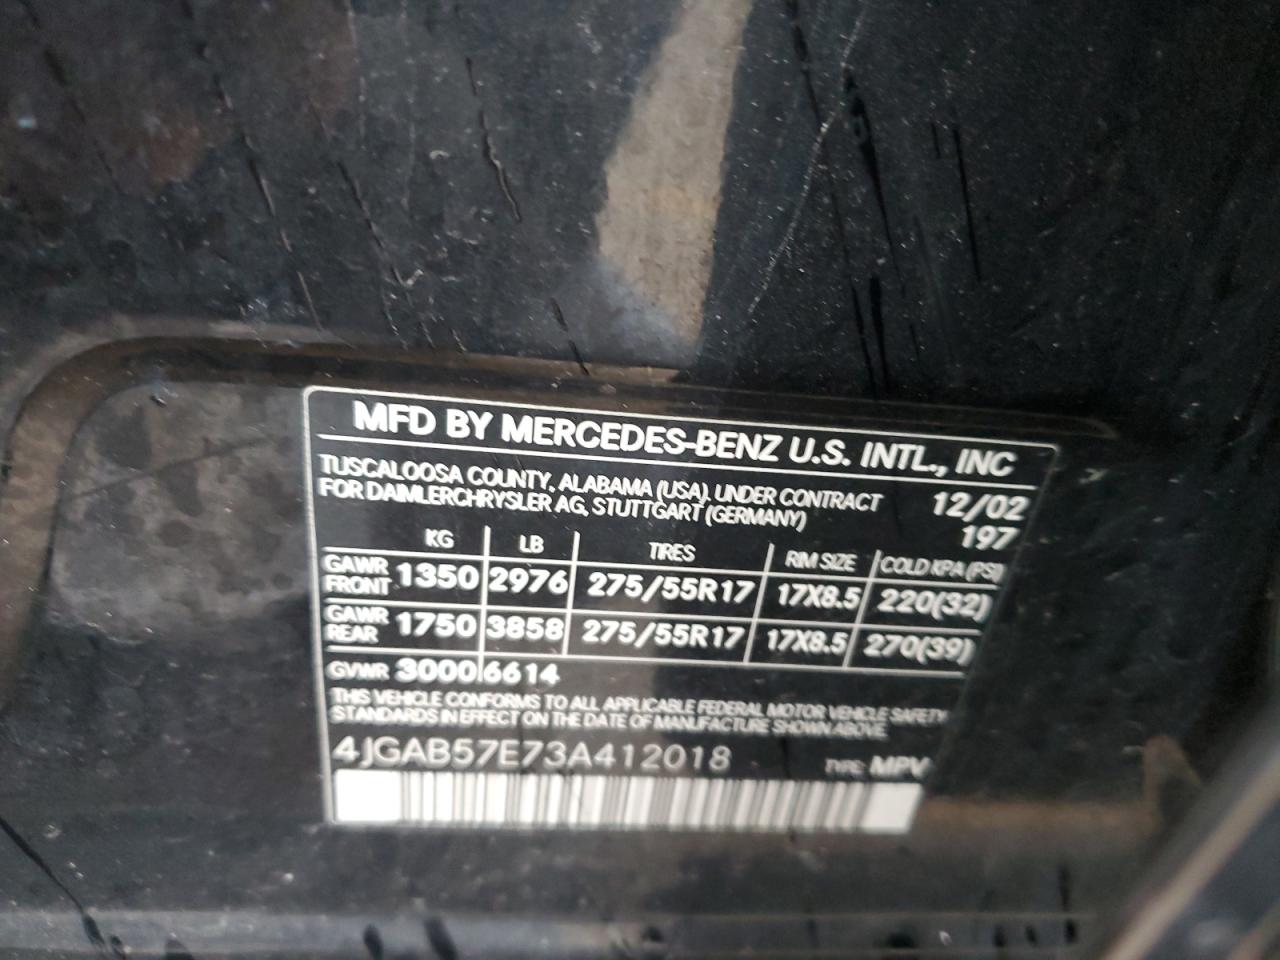 MFD BY MERCEDES-BENZ U.S. INTL., INC
TUSCALOOSA COUNTY, ALABAMA (USA), UNDER CONTRACT 12/02
FOR DAIMLERCHRYSLER AG, STUTTGART (GERMANY) 197
KG LB TIRES RIM SIZE COLD KPA (PSI)
GAWR FRONT 1350 2976 275/55R17 17X8.5 220(32)
GAWR REAR 1750 3858 275/55R17 17X8.5 270(39)
GVWR 3000 6614
THIS VEHICLE CONFORMS TO ALL APPLICABLE FEDERAL MOTOR VEHICLE SAFETY
STANDARDS IN EFFECT ON THE DATE OF MANUFACTURE SHOWN ABOVE
4JGAB57E73A412018 TYPE: MPV